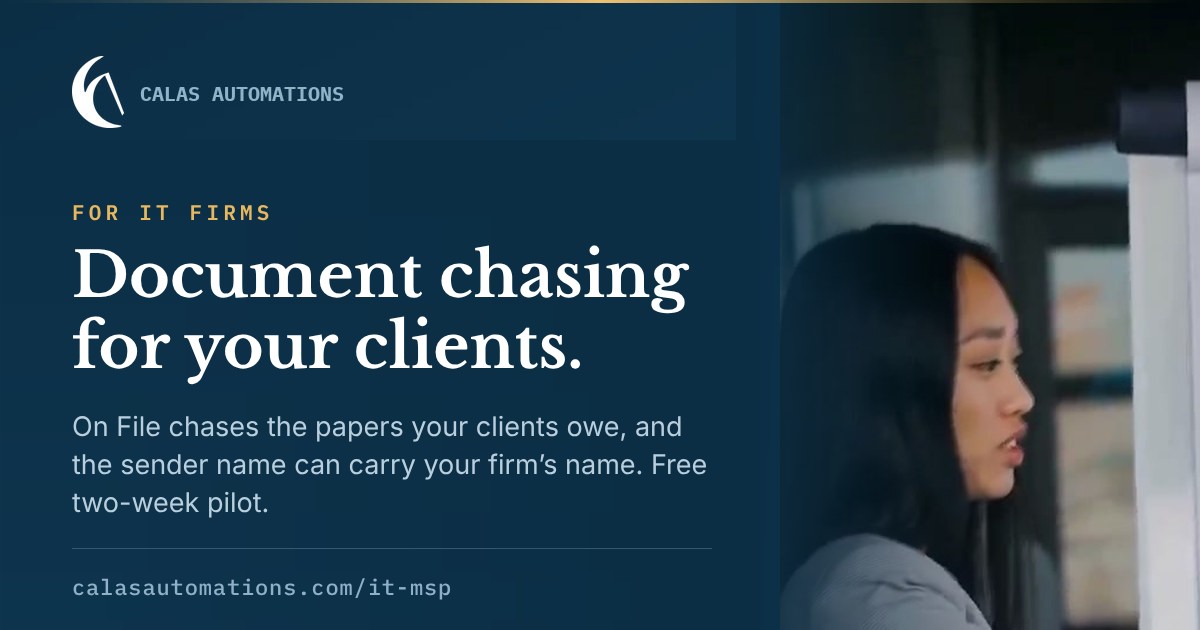 CALAS AUTOMATIONS
FOR IT FIRMS
Document chasing
for your clients.
On File chases the papers your clients owe, and
the sender name can carry your firm’s name. Free
two-week pilot.
calasautomations.com/it-msp